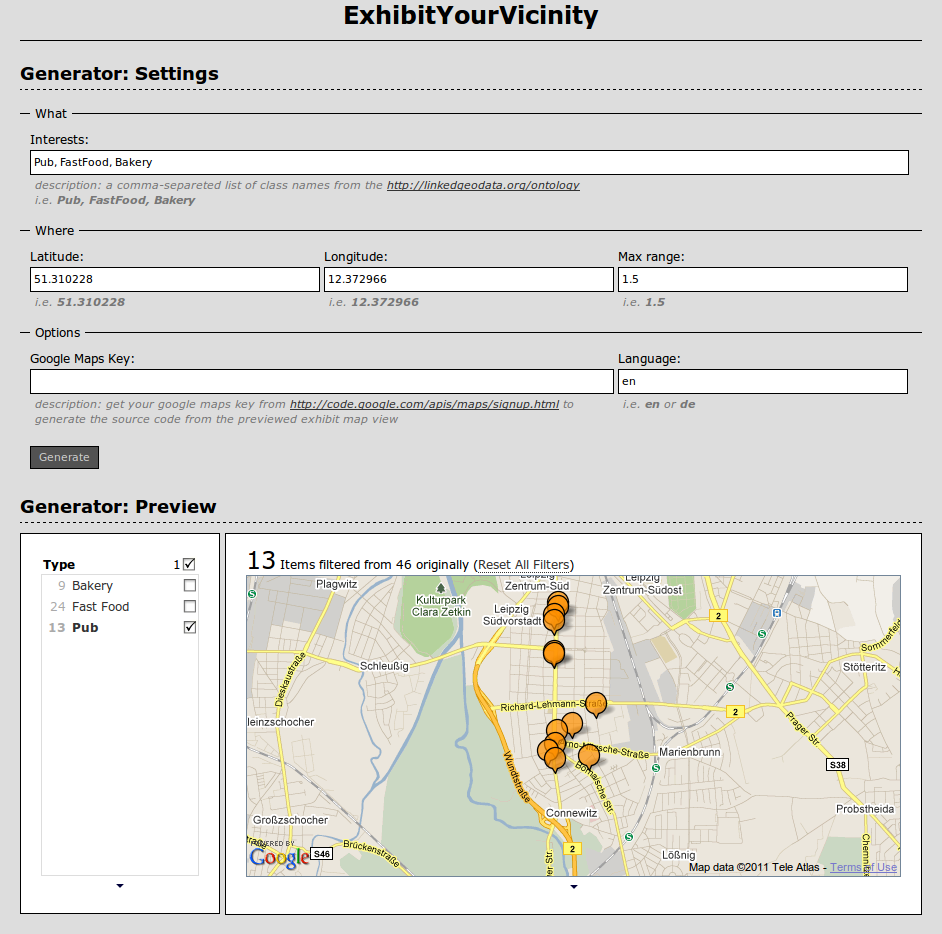 ExhibitYourVicinity
Generator: Settings
What
Interests:
Pub, FastFood, Bakery
description: a comma-separeted list of class names from the http://linkedgeodata.org/ontology
i.e. Pub, FastFood, Bakery
Where
Latitude: Longitude: Max range:
51.310228 12.372966 1.5
i.e. 51.310228 i.e. 12.372966 i.e. 1.5
Options
Google Maps Key: Language:
en
description: get your google maps key from http://code.google.com/apis/maps/signup.html to
generate the source code from the previewed exhibit map view
i.e. en or de
Generate
Generator: Preview
Type 1
9 Bakery
24 Fast Food
13 Pub
13 Items filtered from 46 originally (Reset All Filters)
Plagwitz
Leipzig
Zentrum-Süd
Leipzig
Zentrum-Südost
Kulturpark
Clara Zetkin
Leipzig
Südvorstadt
2
Sommerfeld
Schleußig
Stötteritz
Dieskaustraße
Richard-Lehmann-Straße
2
leinzschocher
Prager Str.
rno-Nitzsche-Straße
Marienbrunn
Wundtstraße
Bornaische Str.
S38
Connewitz
Probstheida
Großzschocher
POWERED BY
Google
S46
Brückenstraße
2
Lößnig
Chemnitz
Map data ©2011 Tele Atlas - Terms of Use